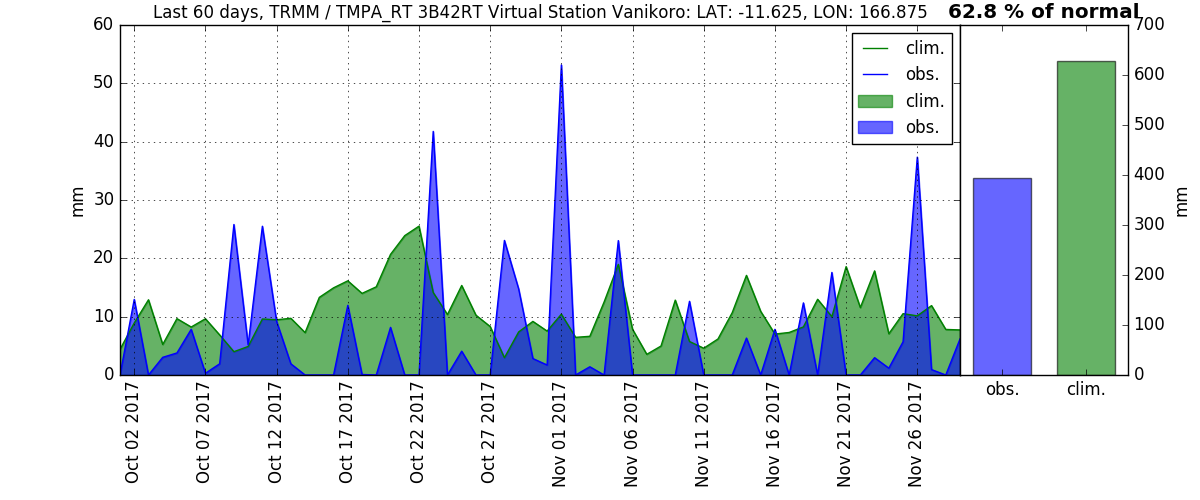 Last 60 days, TRMM / TMPA_RT 3B42RT Virtual Station Vanikoro: LAT: -11.625, LON: 166.875
62.8 % of normal
60
50
40
30
20
10
0
mm
clim.
obs.
clim.
obs.
Oct 02 2017
Oct 07 2017
Oct 12 2017
Oct 17 2017
Oct 22 2017
Oct 27 2017
Nov 01 2017
Nov 06 2017
Nov 11 2017
Nov 16 2017
Nov 21 2017
Nov 26 2017
700
600
500
400
300
200
100
0
mm
obs.
clim.